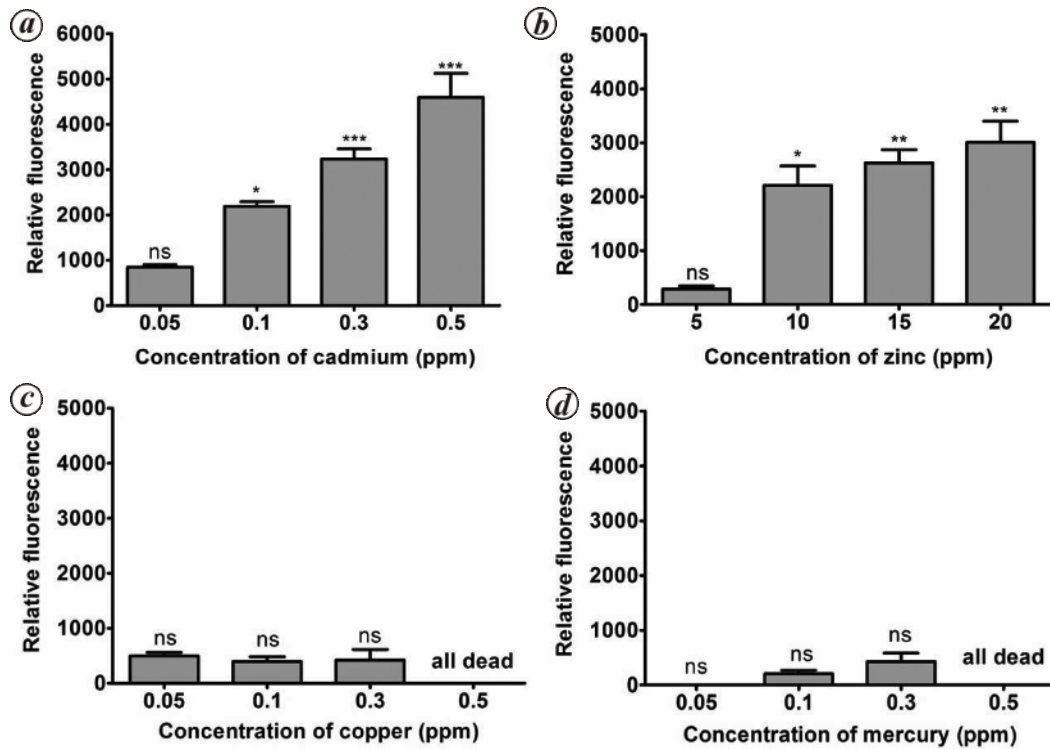 a
Relative fluorescence
6000
5000
4000
3000
2000
1000
0
ns
*
***
***
0.05 0.1 0.3 0.5
Concentration of cadmium (ppm)
b
Relative fluorescence
5000
4000
3000
2000
1000
0
ns
*
**
**
5 10 15 20
Concentration of zinc (ppm)
c
Relative fluorescence
5000
4000
3000
2000
1000
0
ns ns ns all dead
0.05 0.1 0.3 0.5
Concentration of copper (ppm)
d
Relative fluorescence
5000
4000
3000
2000
1000
0
ns ns ns all dead
0.05 0.1 0.3 0.5
Concentration of mercury (ppm)